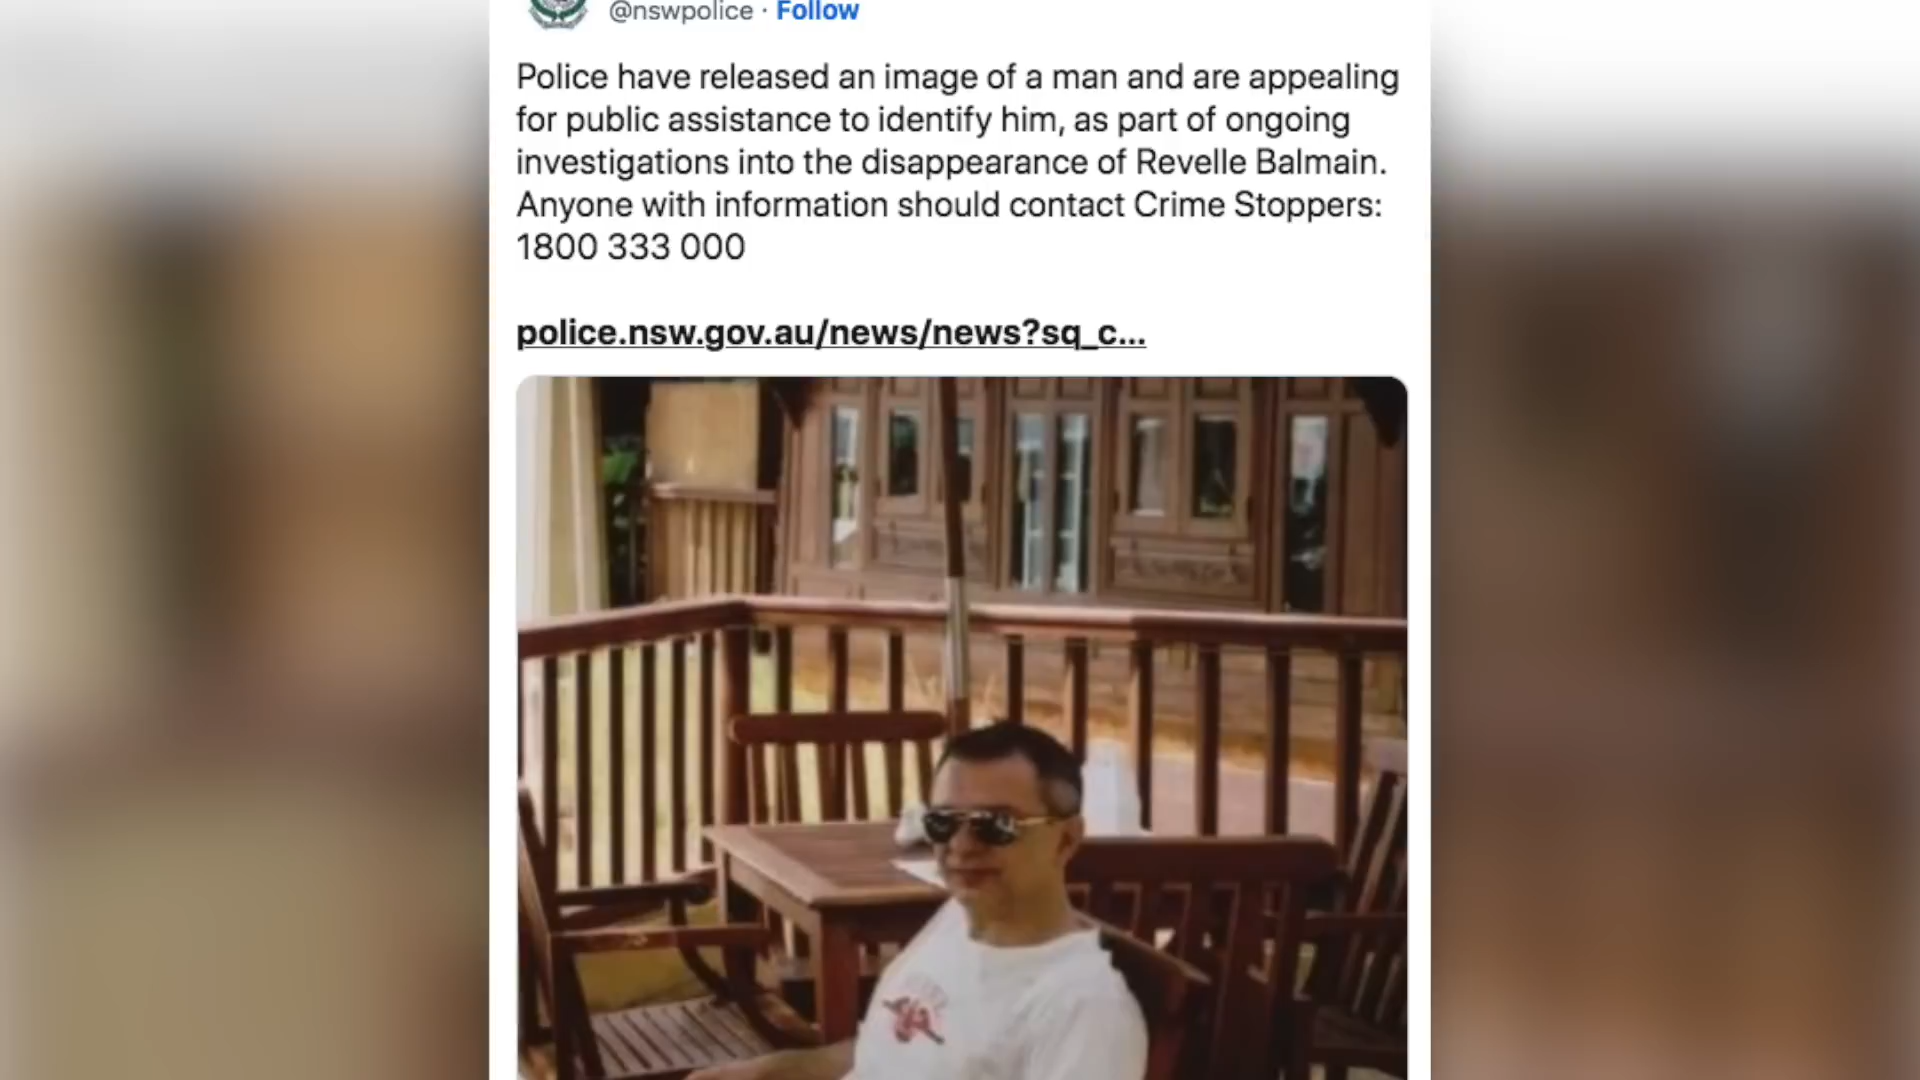 @nswpolice · Follow
Police have released an image of a man and are appealing
for public assistance to identify him, as part of ongoing
investigations into the disappearance of Revelle Balmain.
Anyone with information should contact Crime Stoppers:
1800 333 000
police.nsw.gov.au/news/news?sq_c...